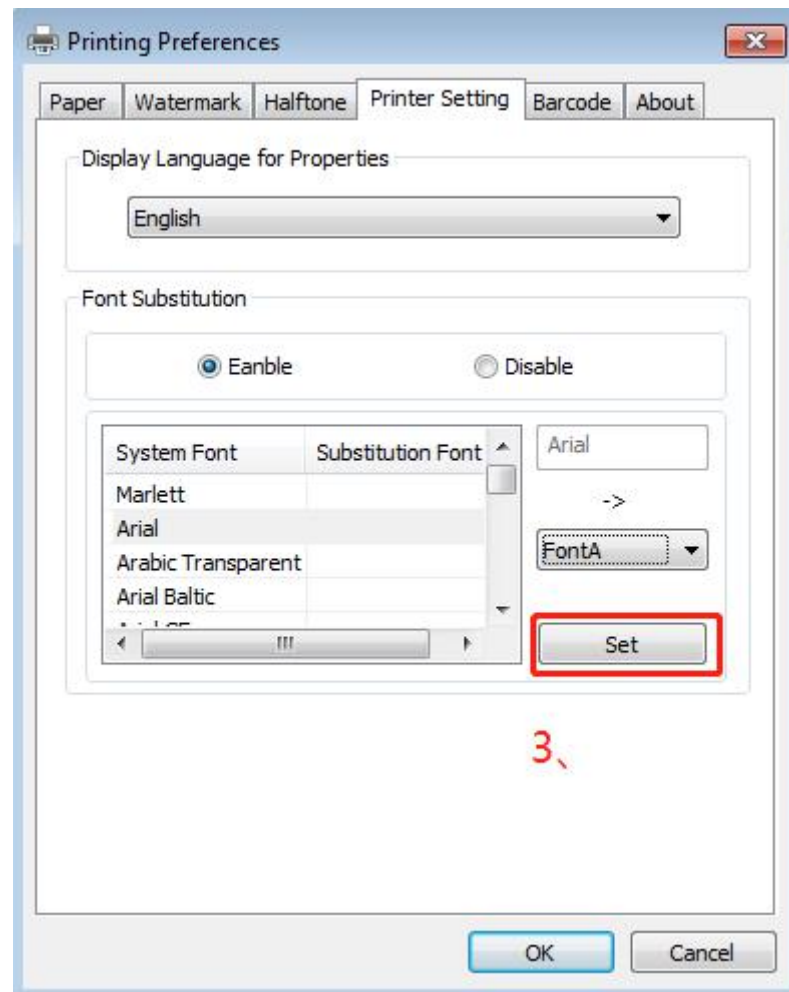 Printing Preferences
Paper Watermark Halftone Printer Setting Barcode About
Display Language for Properties
English
Font Substitution
Eanble Disable
System Font Substitution Font
Marlett
Arial
Arabic Transparent
Arial Baltic
Arial
->
FontA
Set
3、
OK Cancel